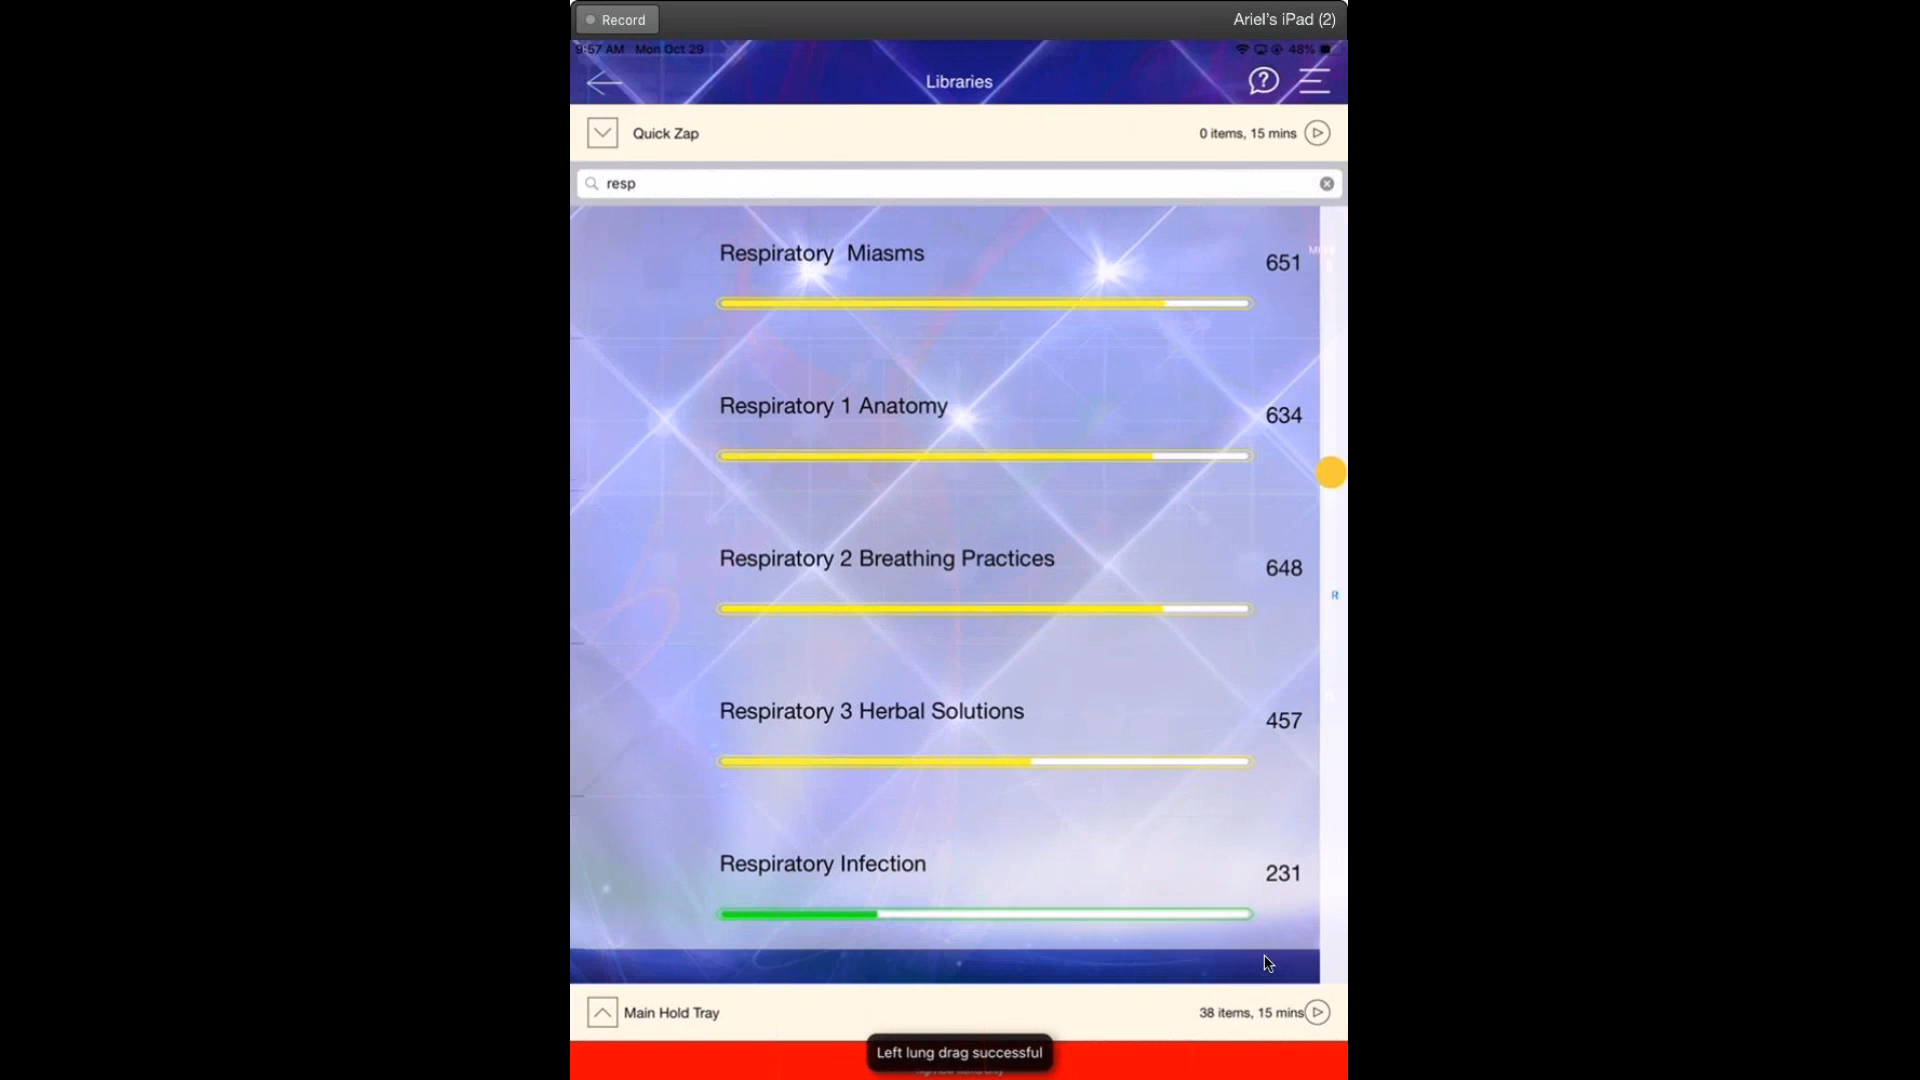 Record
Ariel's iPad (2)
9:57 AM Mon Oct 29
48%
Libraries
Quick Zap
0 items, 15 mins
resp
Respiratory  Miasms
651
Respiratory 1 Anatomy
634
Respiratory 2 Breathing Practices
648
R
Respiratory 3 Herbal Solutions
457
Respiratory Infection
231
Main Hold Tray
38 items, 15 mins
Left lung drag successful